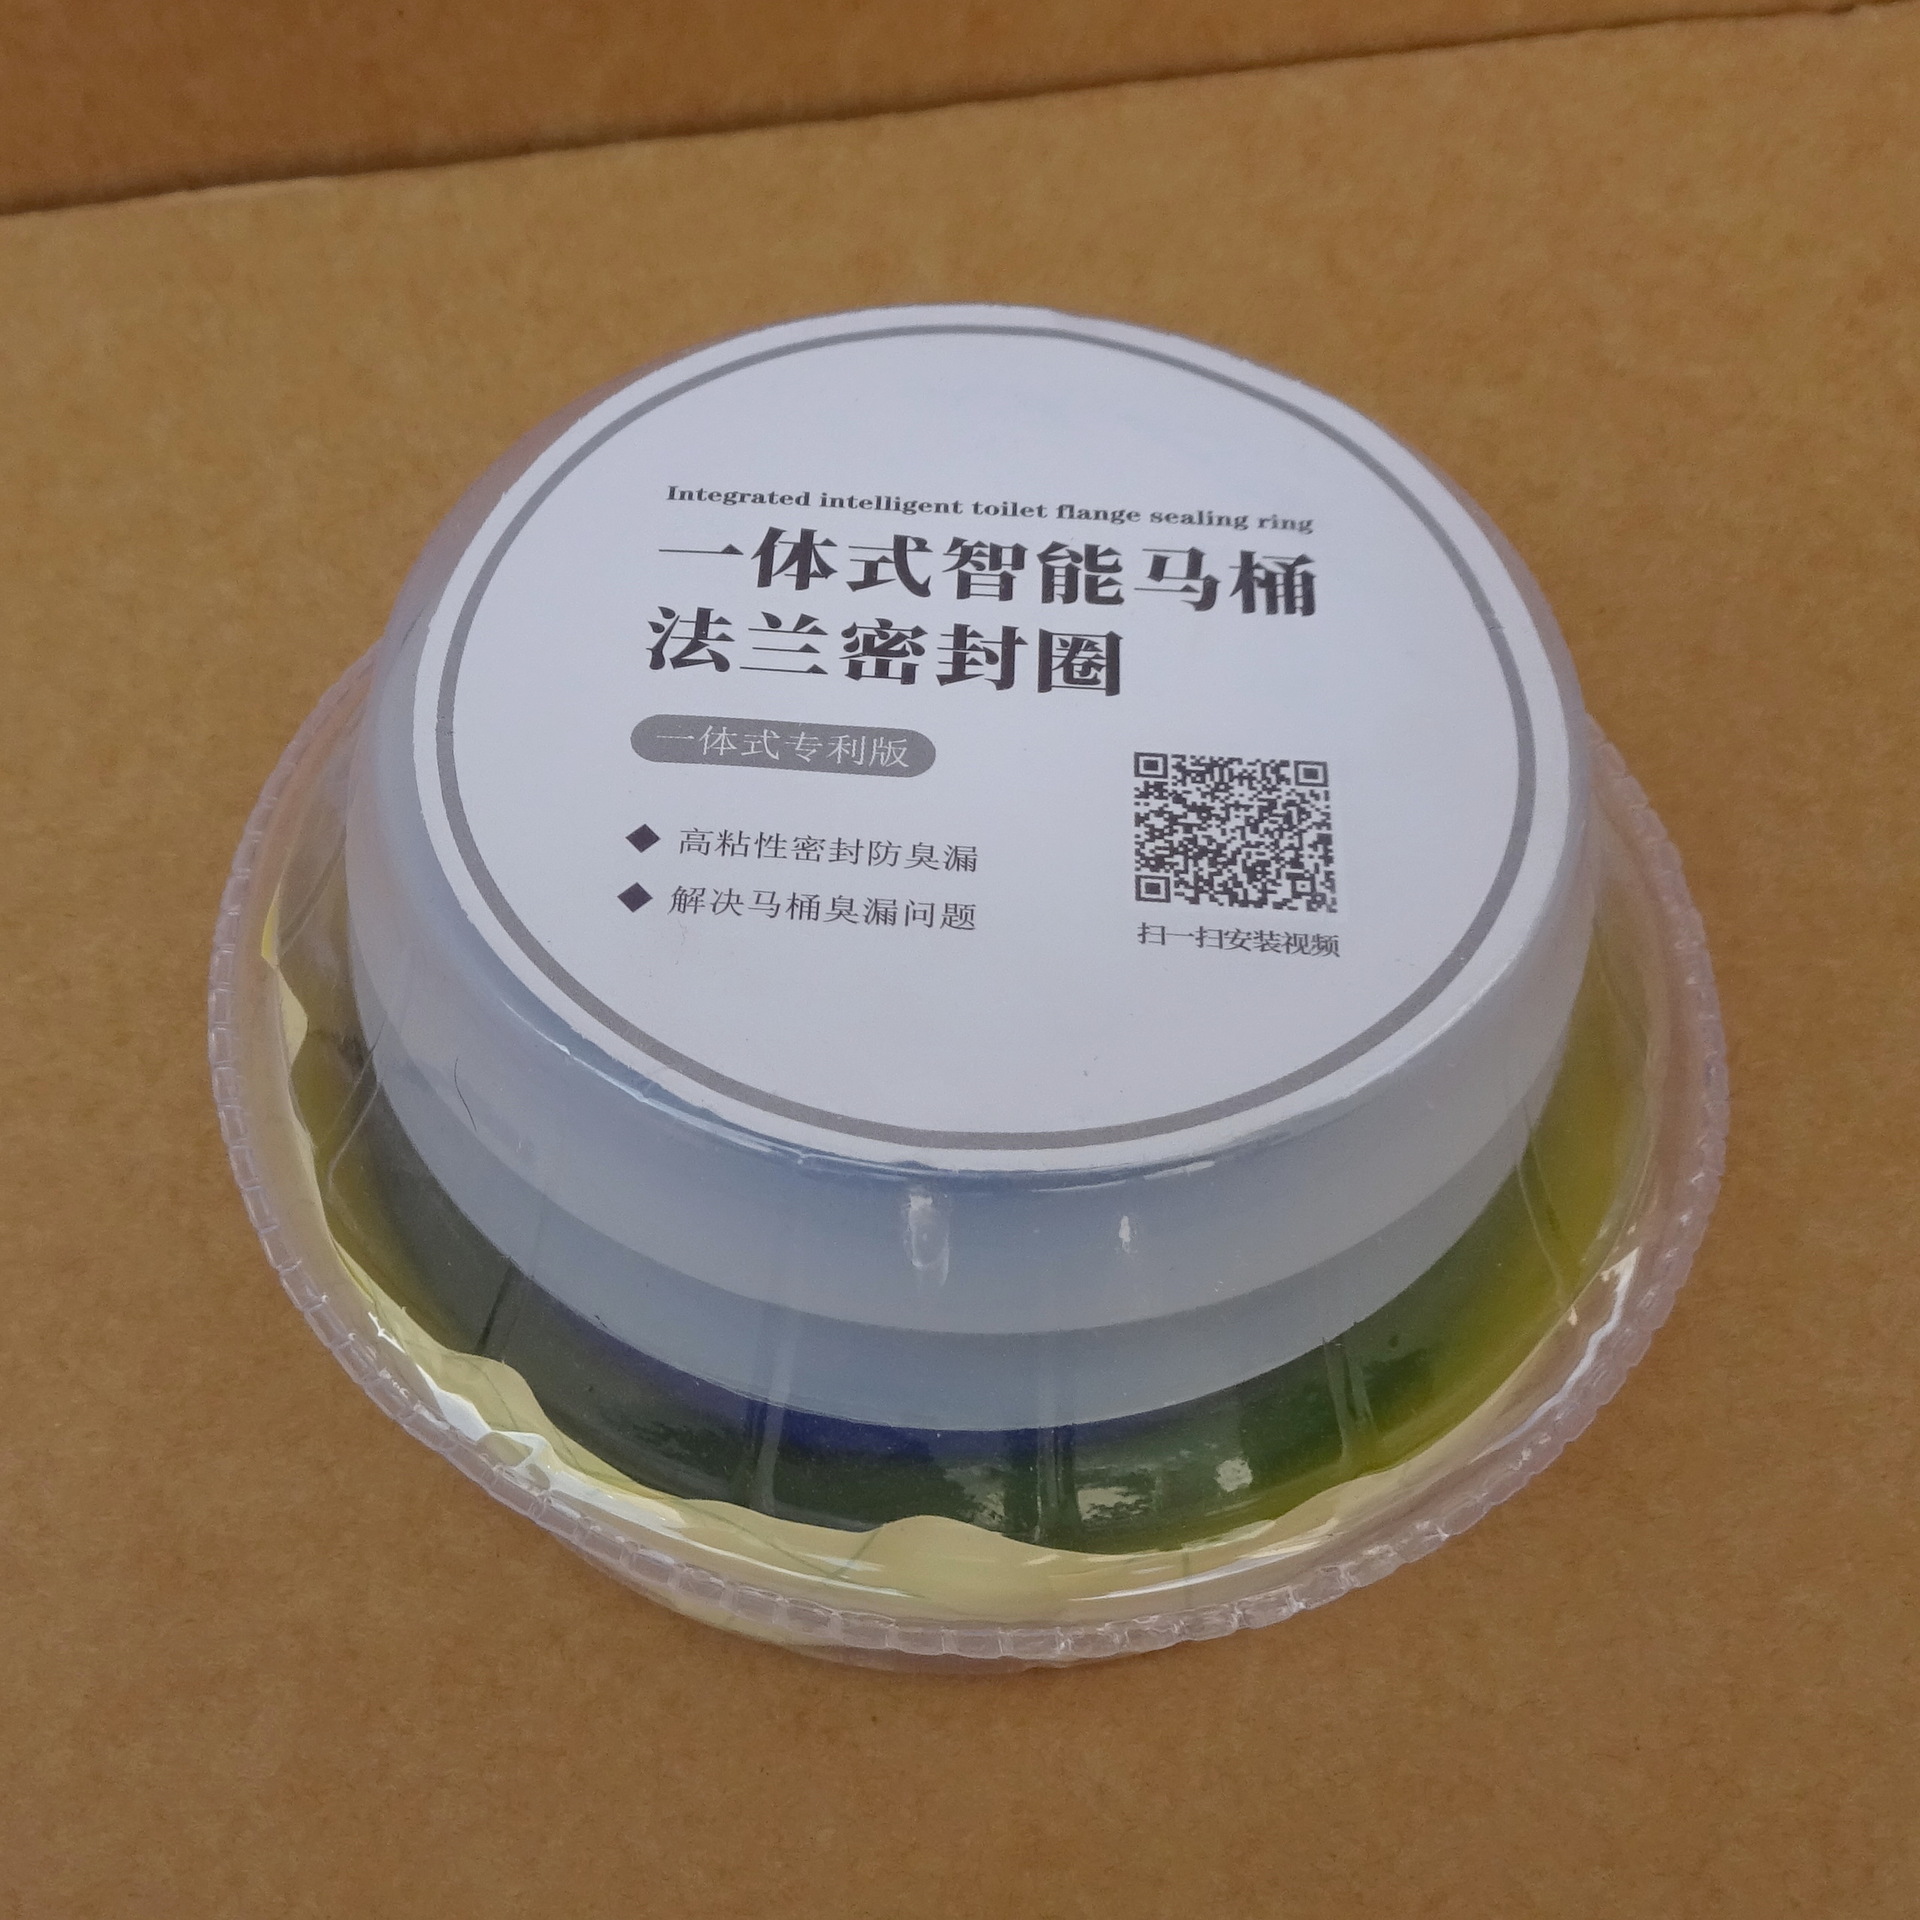 Integrated intelligent toilet flange sealing ring
一体式智能马桶
法兰密封圈
一体式专利版
◆ 高粘性密封防臭漏
◆ 解决马桶臭漏问题
扫一扫安装视频